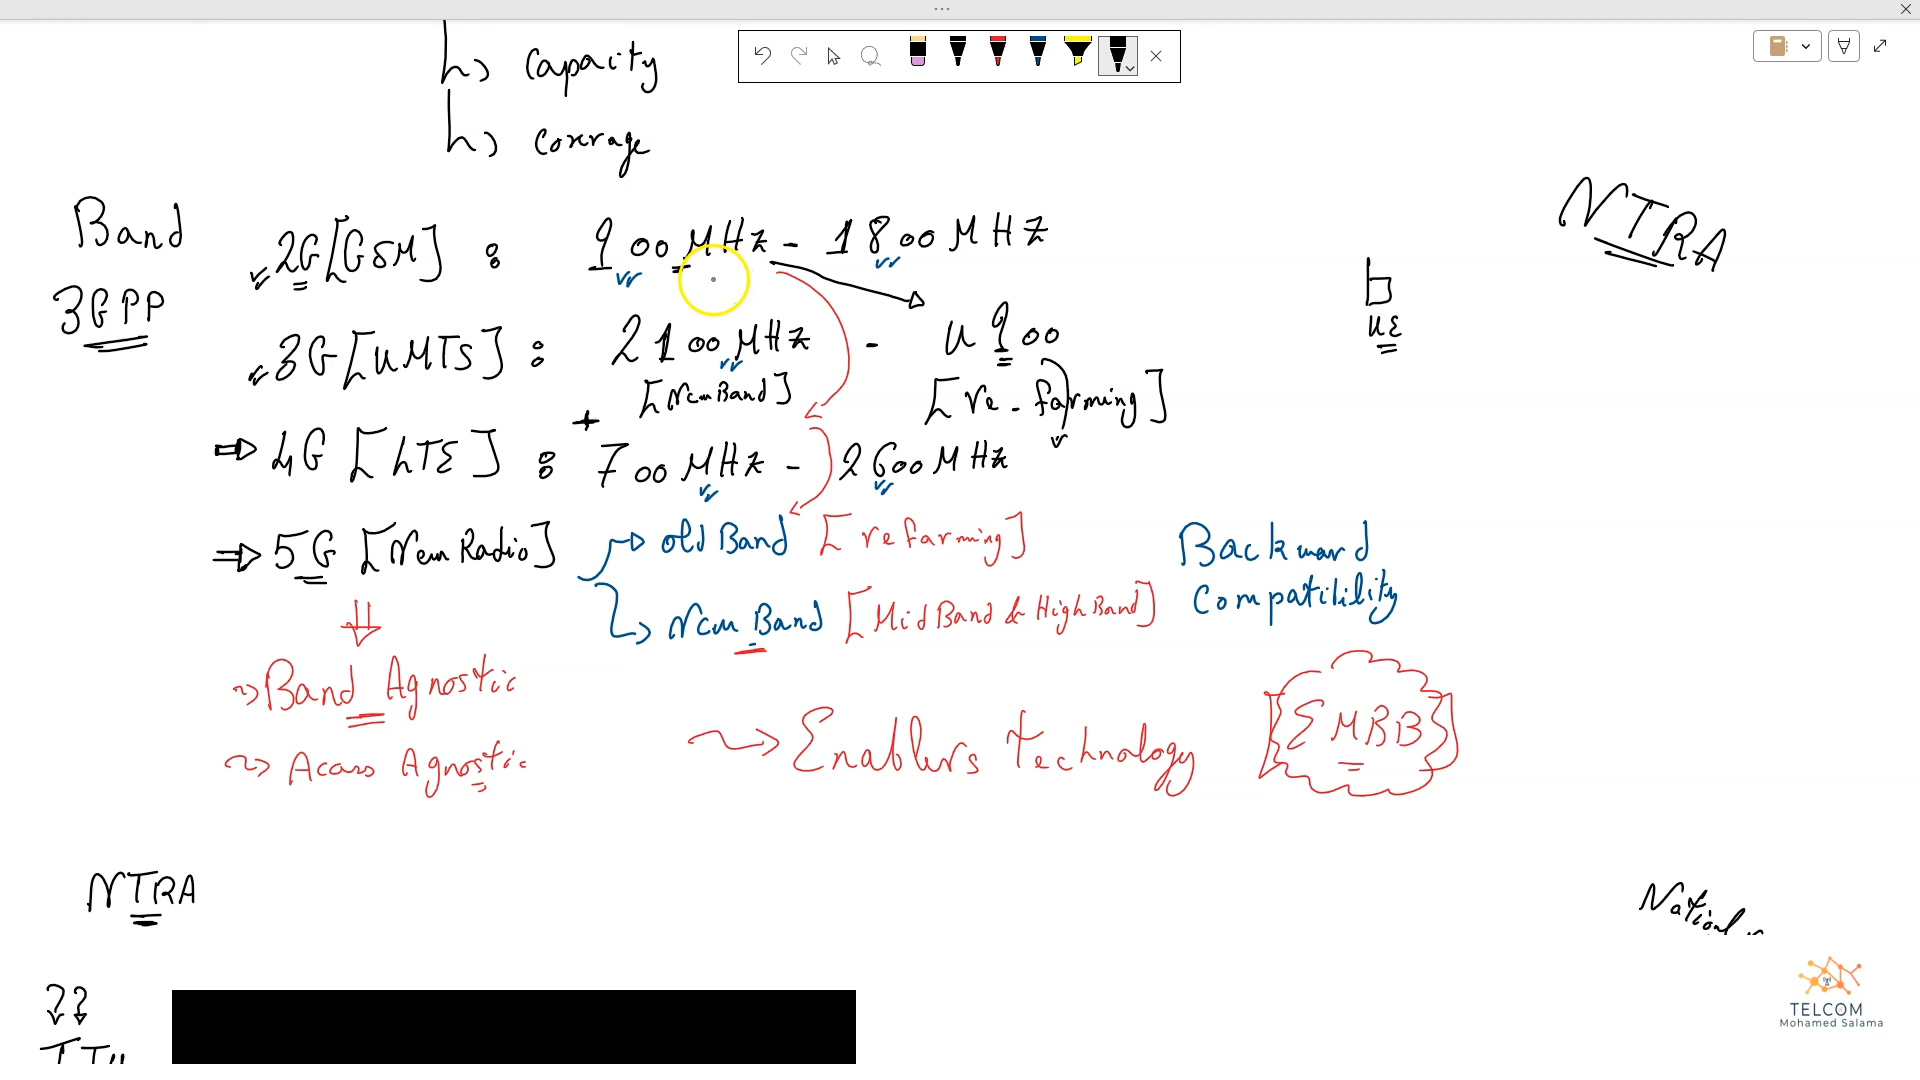 ↳ Capacity
↳ Coverage
Band
3GPP
NTRA
2G [GSM] : 900 MHz - 1800 MHz
UE
3G [UMTS] : 2100 MHz - U900
[New Band] [re-farming]
+
⇒ 4G [LTE] : 700 MHz - 2600 MHz
⇒ 5G [New Radio] → old Band [refarming]
↳ New Band [Mid Band & High Band]
Backward
Compatibility
⇓
~> Band Agnostic
~> Access Agnostic
~> Enablers technology [EMBB]
NTRA
National
TELCOM
Mohamed Salama